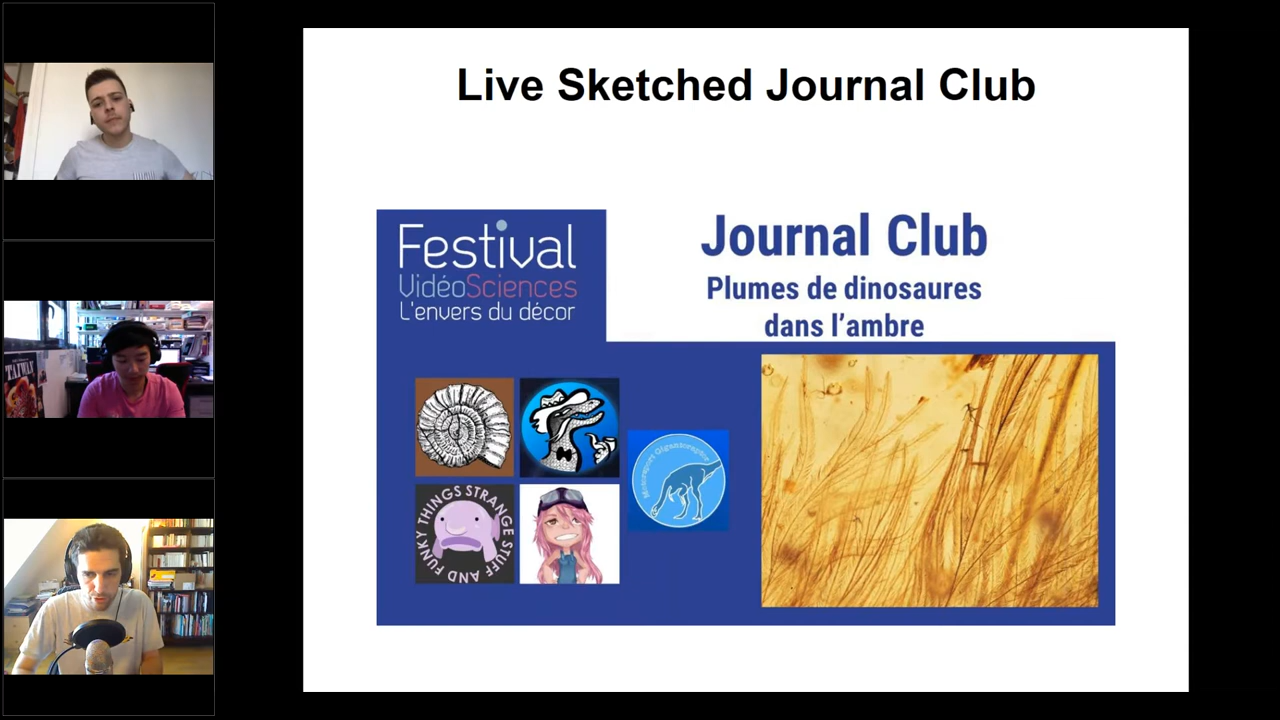 Live Sketched Journal Club
Festival
VidéoSciences
L'envers du décor
Journal Club
Plumes de dinosaures
dans l'ambre
THINGS STRANGE STUFF AND FUNKY
TAIWAN